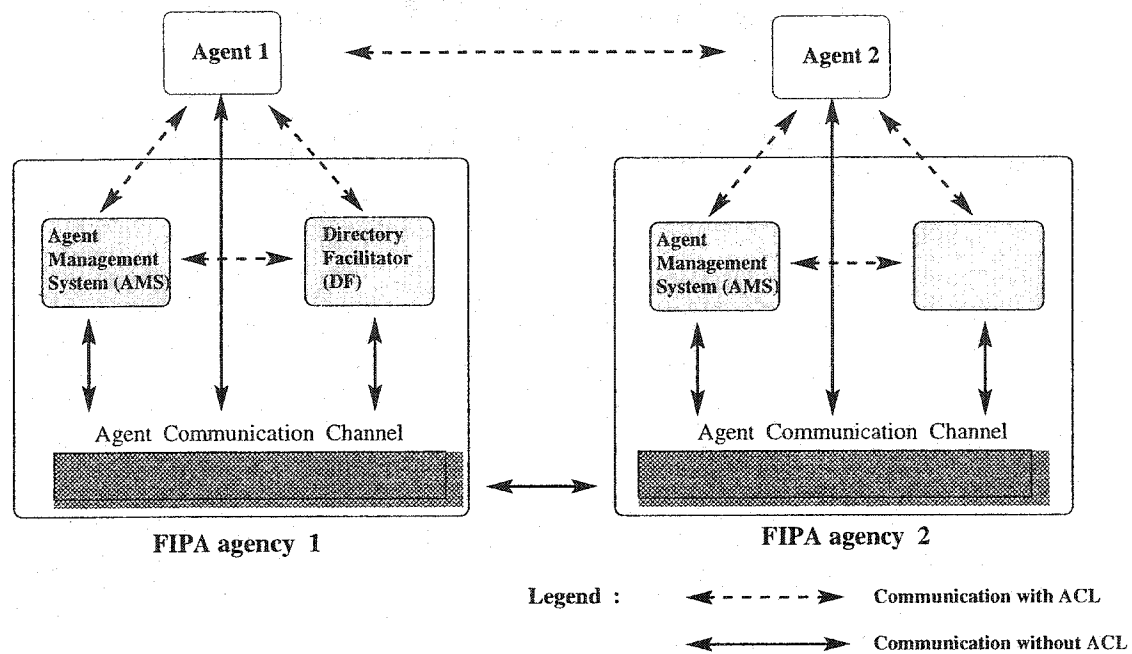 Agent 1
Agent 2
Agent
Management
System (AMS)
Directory
Facilitator
(DF)
Agent
Management
System (AMS)
Agent Communication Channel
Agent Communication Channel
FIPA agency 1
FIPA agency 2
Legend :
Communication with ACL
Communication without ACL